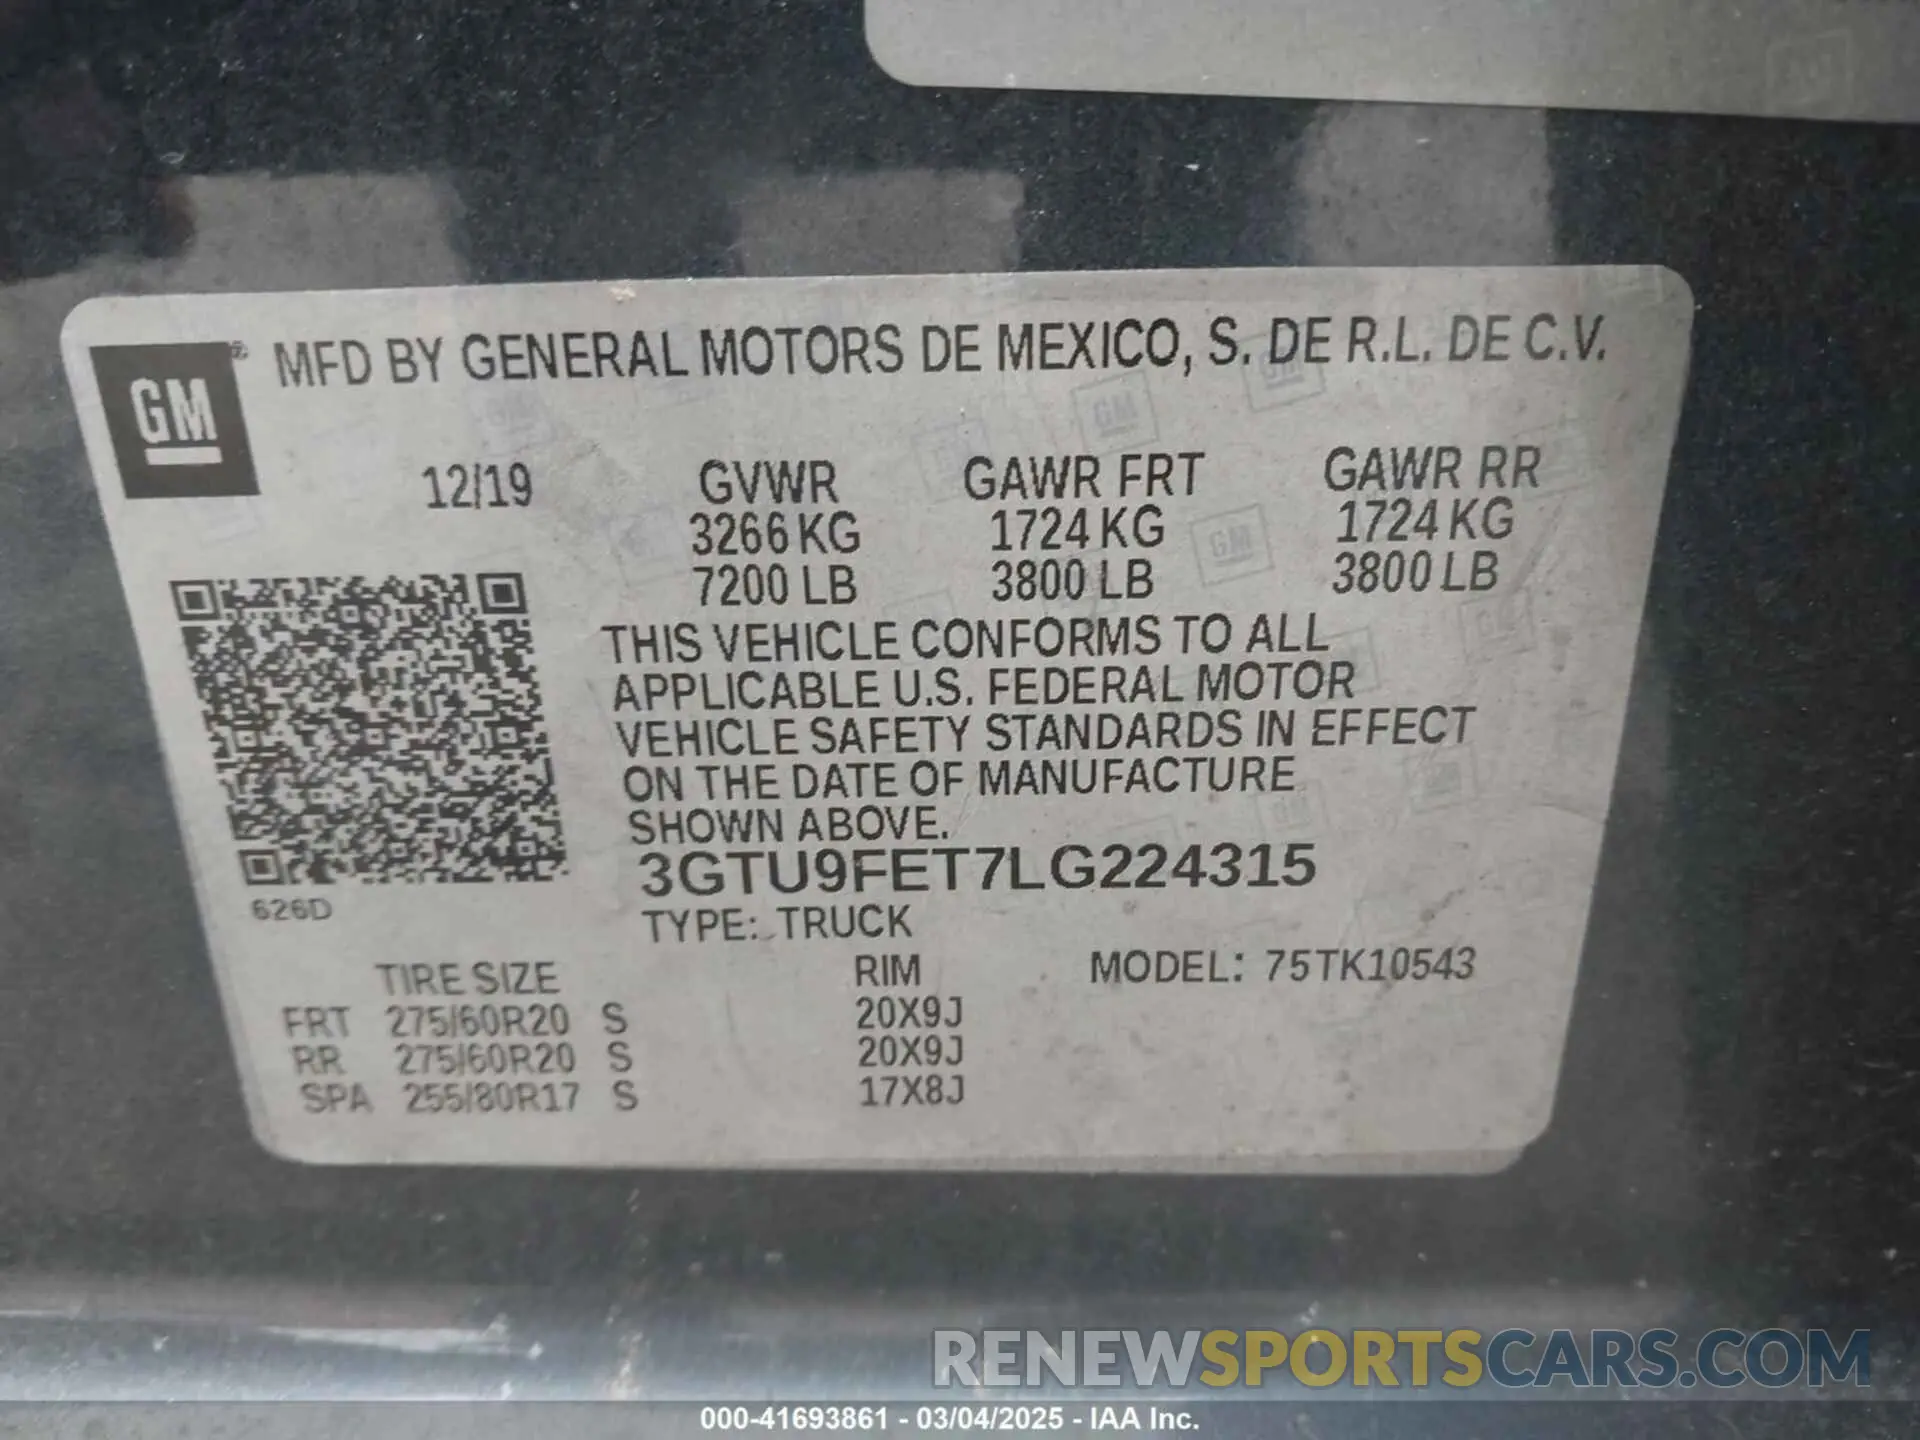 GM® MFD BY GENERAL MOTORS DE MEXICO, S. DE R.L. DE C.V.
12/19 GVWR GAWR FRT GAWR RR
3266 KG 1724 KG 1724 KG
7200 LB 3800 LB 3800 LB
THIS VEHICLE CONFORMS TO ALL
APPLICABLE U.S. FEDERAL MOTOR
VEHICLE SAFETY STANDARDS IN EFFECT
ON THE DATE OF MANUFACTURE
SHOWN ABOVE.
3GTU9FET7LG224315
626D
TYPE: TRUCK
TIRE SIZE RIM MODEL: 75TK10543
FRT 275/60R20 S 20X9J
RR 275/60R20 S 20X9J
SPA 255/80R17 S 17X8J
RENEWSPORTSCARS.COM
000-41693861 - 03/04/2025 - IAA Inc.